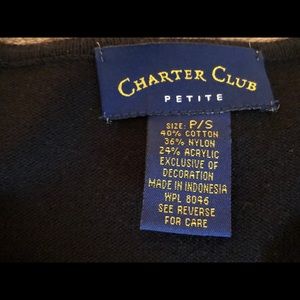 CHARTER CLUB
PETITE
SIZE: P/S
40% COTTON
36% NYLON
24% ACRYLIC
EXCLUSIVE OF
DECORATION
MADE IN INDONESIA
WPL 8046
SEE REVERSE
FOR CARE